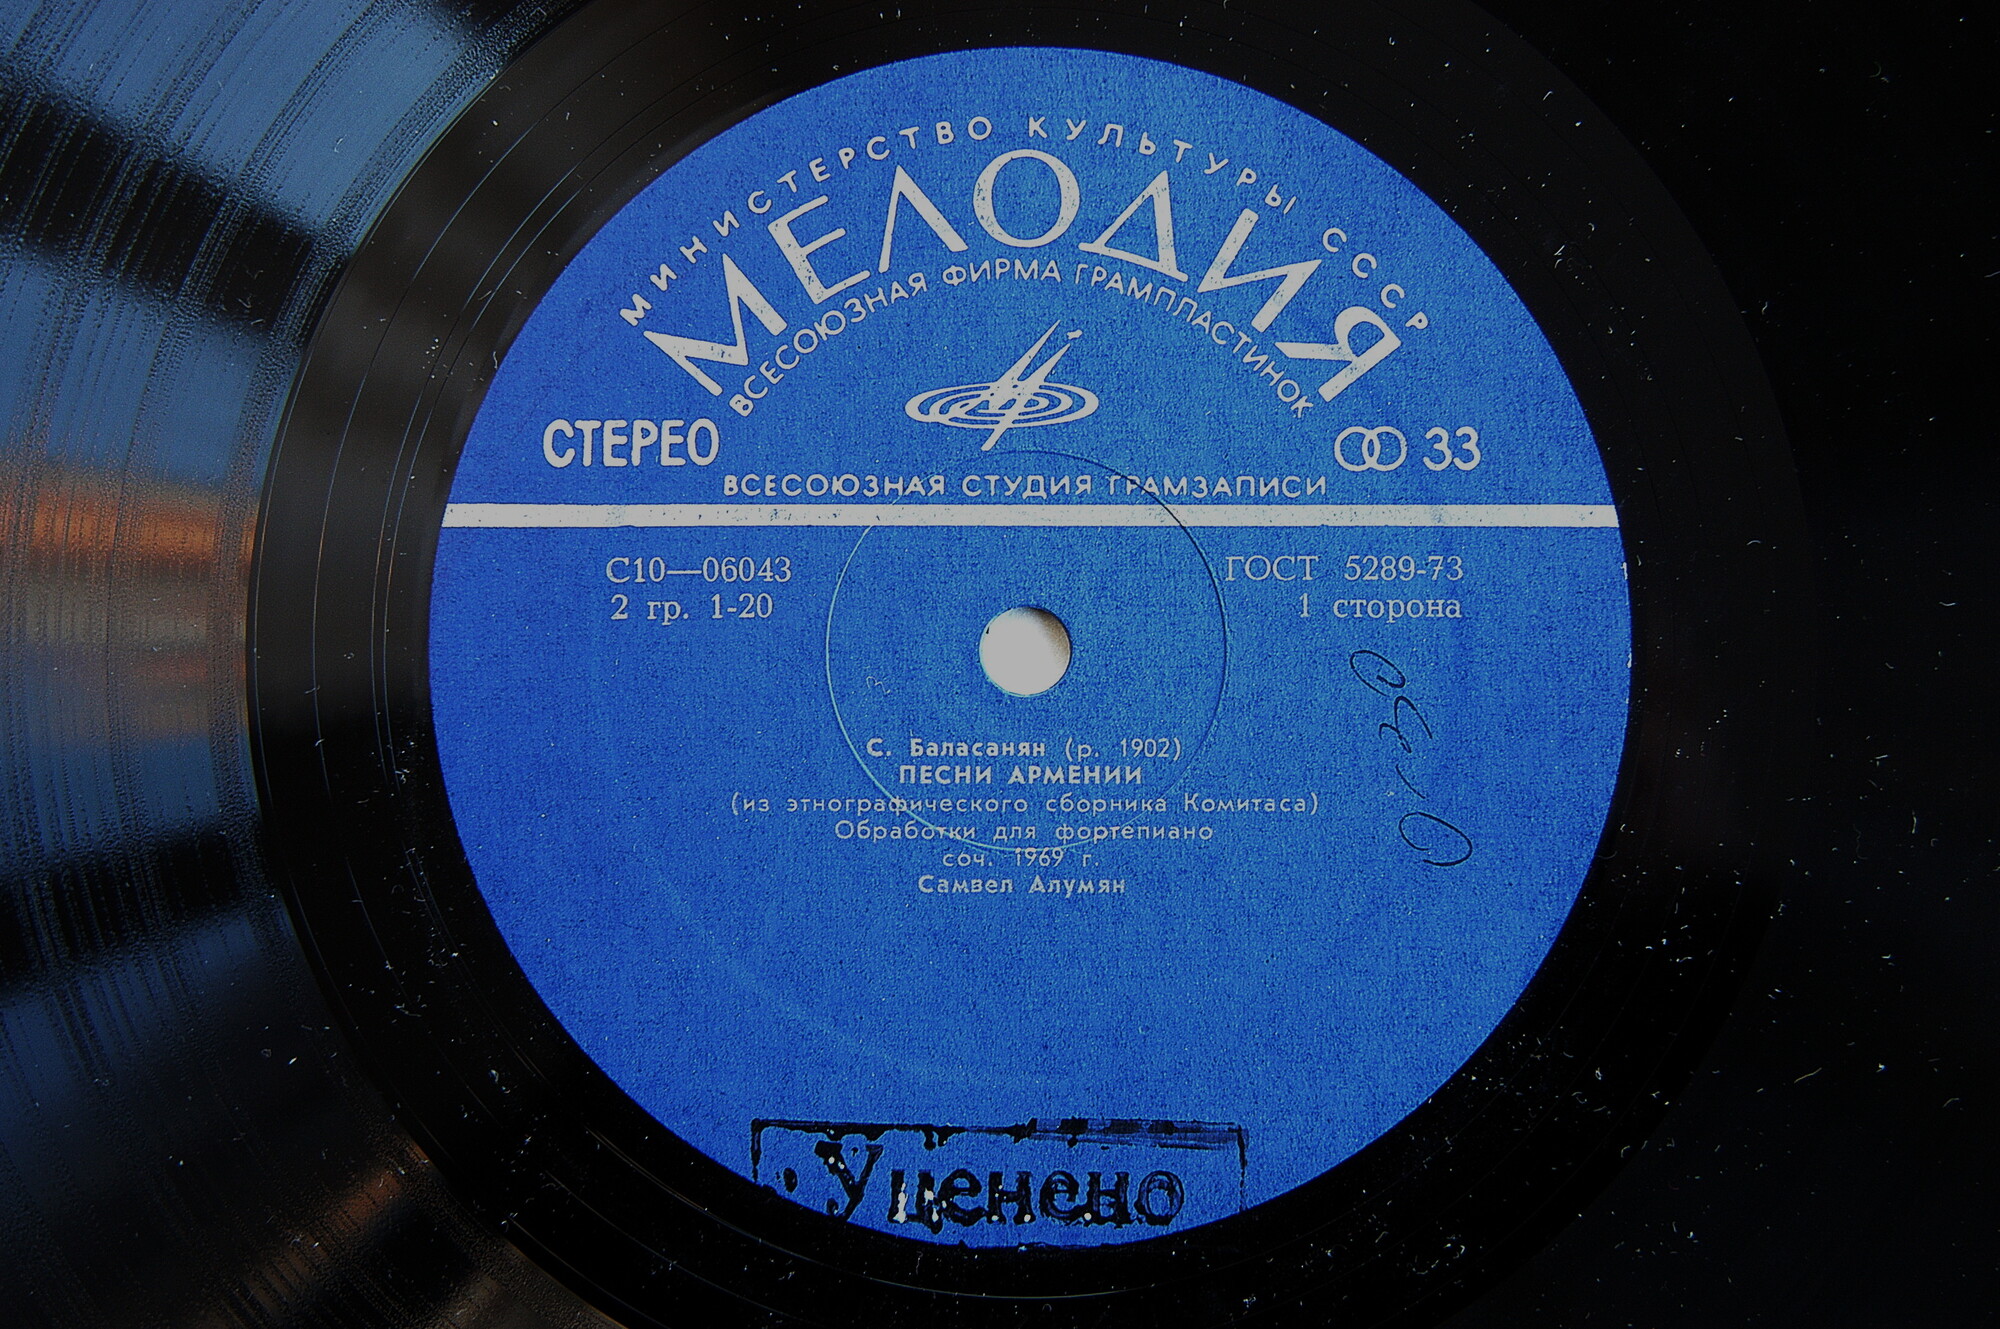 МИНИСТЕРСТВО КУЛЬТУРЫ СССР
МЕЛОДИЯ
ВСЕСОЮЗНАЯ ФИРМА ГРАМПЛАСТИНОК
СТЕРЕО
33
ВСЕСОЮЗНАЯ СТУДИЯ ГРАМЗАПИСИ
С10—06043
ГОСТ 5289-73
2 гр. 1-20
1 сторона
С. Баласанян (р. 1902)
ПЕСНИ АРМЕНИИ
(из этнографического сборника Комитаса)
Обработки для фортепиано
соч. 1969 г.
Самвел Алумян
Уценено